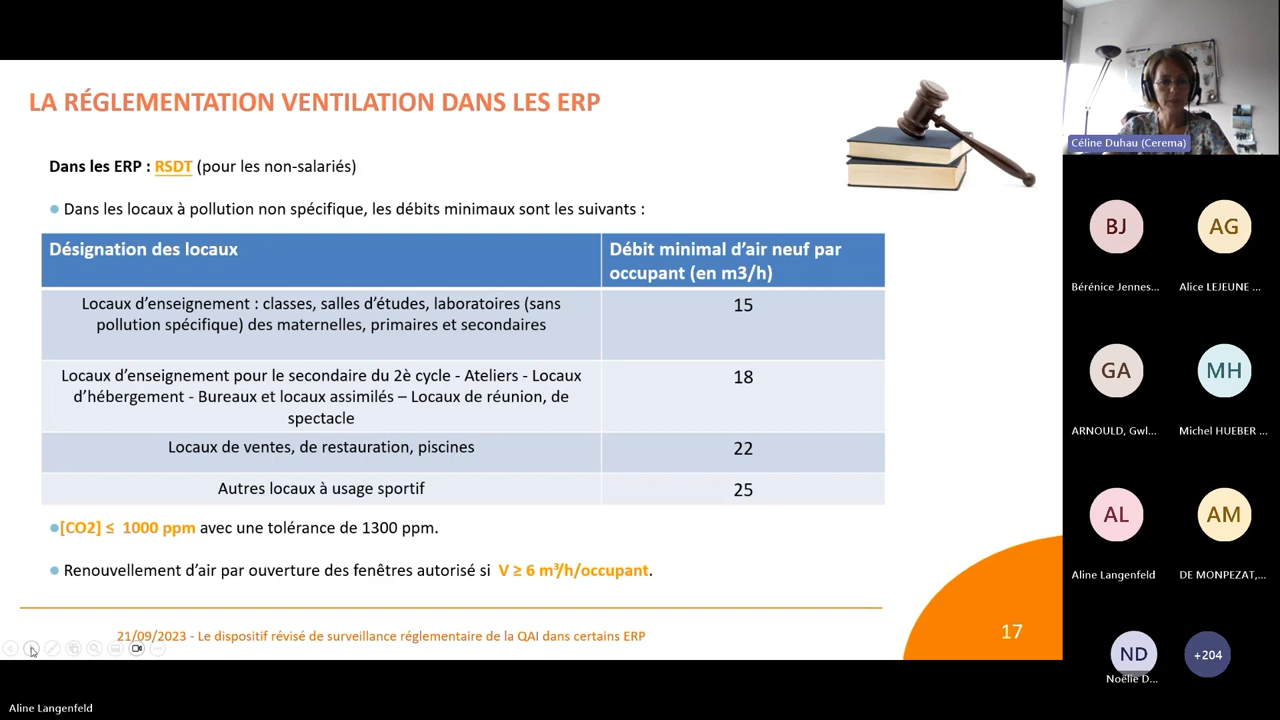 LA RÉGLEMENTATION VENTILATION DANS LES ERP
Dans les ERP : RSDT (pour les non-salariés)
Dans les locaux à pollution non spécifique, les débits minimaux sont les suivants :
Désignation des locaux
Débit minimal d'air neuf par
occupant (en m3/h)
Locaux d'enseignement : classes, salles d'études, laboratoires (sans
pollution spécifique) des maternelles, primaires et secondaires
15
Locaux d'enseignement pour le secondaire du 2è cycle - Ateliers - Locaux
d'hébergement - Bureaux et locaux assimilés – Locaux de réunion, de
spectacle
18
Locaux de ventes, de restauration, piscines
22
Autres locaux à usage sportif
25
[CO2] ≤ 1000 ppm avec une tolérance de 1300 ppm.
Renouvellement d'air par ouverture des fenêtres autorisé si V ≥ 6 m³/h/occupant.
21/09/2023 - Le dispositif révisé de surveillance réglementaire de la QAI dans certains ERP
17
Céline Duhau (Cerema)
BJ
Bérénice Jennes...
AG
Alice LEJEUNE ...
GA
ARNOULD, Gwl...
MH
Michel HUEBER ...
AL
Aline Langenfeld
AM
DE MONPEZAT,...
ND
Noëlie D...
+204
Aline Langenfeld